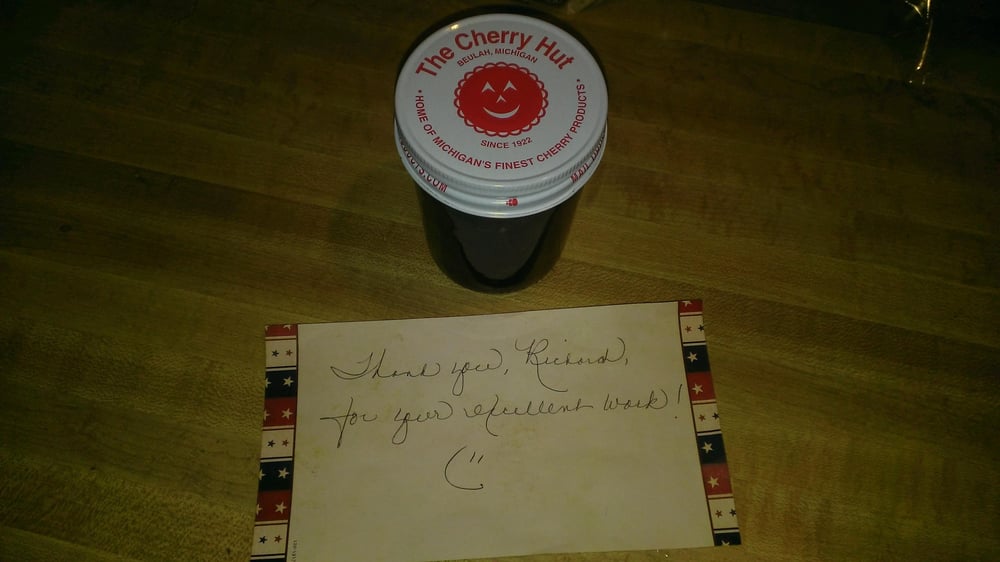 The Cherry Hut
BEULAH, MICHIGAN
SINCE 1922
• HOME OF MICHIGAN'S FINEST CHERRY PRODUCTS •
Thank you, Richard,
for your excellent work!